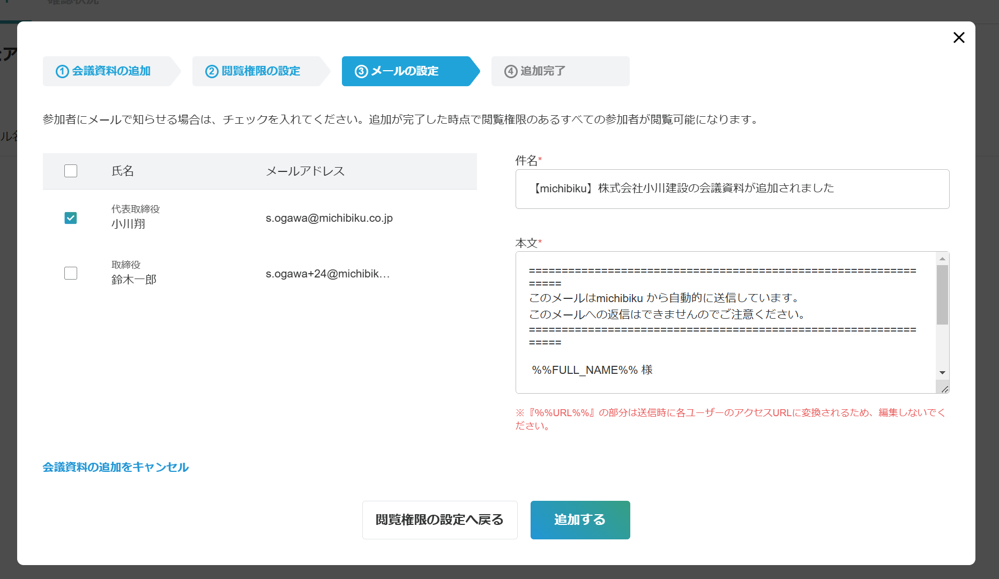 確認状況
① 会議資料の追加
② 閲覧権限の設定
③ メールの設定
④ 追加完了
参加者にメールで知らせる場合は、チェックを入れてください。追加が完了した時点で閲覧権限のあるすべての参加者が閲覧可能になります。
氏名 メールアドレス
代表取締役
小川翔
s.ogawa@michibiku.co.jp
取締役
鈴木一郎
s.ogawa+24@michibik…
件名*
【michibiku】株式会社小川建設の会議資料が追加されました
本文*
===========================================================
=====
このメールはmichibiku から自動的に送信しています。
このメールへの返信はできませんのでご注意ください。
===========================================================
=====
%%FULL_NAME%% 様
※『%%URL%%』の部分は送信時に各ユーザーのアクセスURLに変換されるため、編集しないでく
ださい。
会議資料の追加をキャンセル
閲覧権限の設定へ戻る
追加する